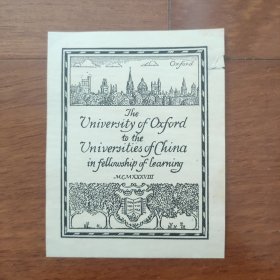 Oxford
The
University of Oxford
to the
Universities of China
in fellowship of learning
MCMXXXVIII